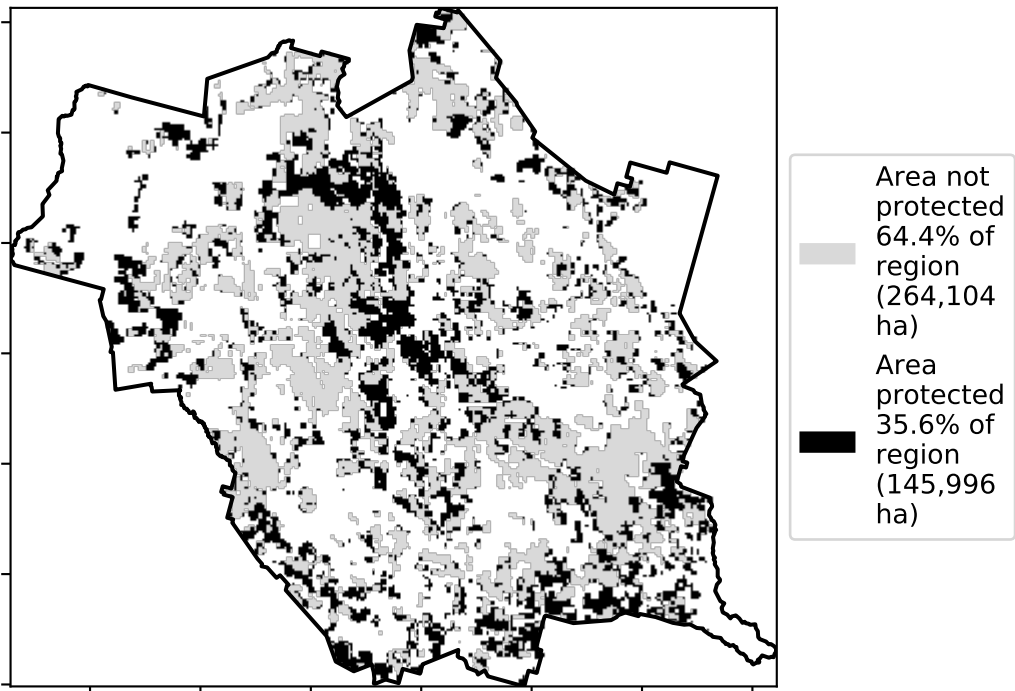 Area not
protected
64.4% of
region
(264,104
ha)
Area
protected
35.6% of
region
(145,996
ha)